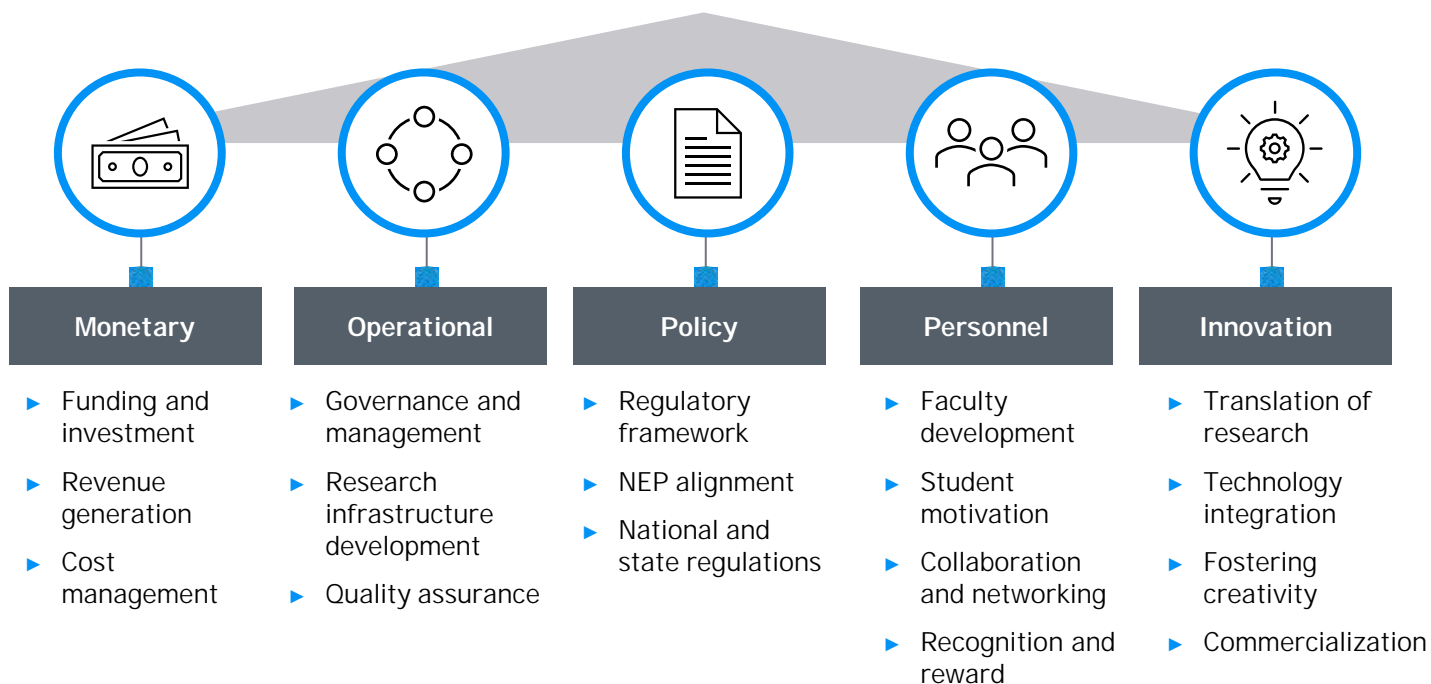 Monetary
Funding and
investment
Revenue
generation
Cost
management
Operational
Governance and
management
Research
infrastructure
development
Quality assurance
Policy
Regulatory
framework
NEP alignment
National and
state regulations
Personnel
Faculty
development
Student
motivation
Collaboration
and networking
Recognition and
reward
Innovation
Translation of
research
Technology
integration
Fostering
creativity
Commercialization